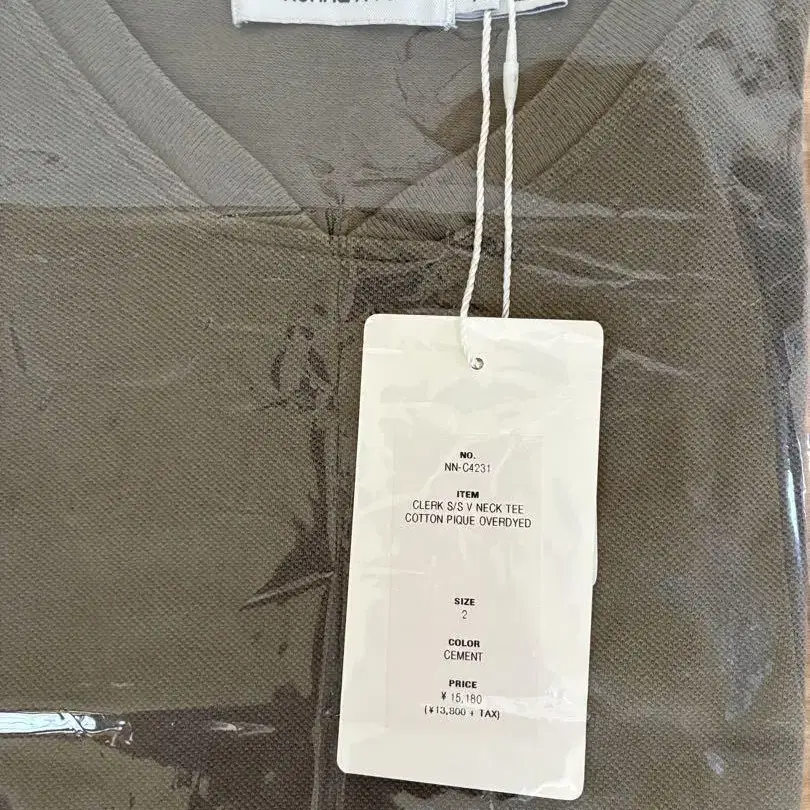 NO.
NN-C4231
ITEM
CLERK S/S V NECK TEE
COTTON PIQUE OVERDYED
SIZE
2
COLOR
CEMENT
PRICE
¥ 15,180
(¥13,800 + TAX)